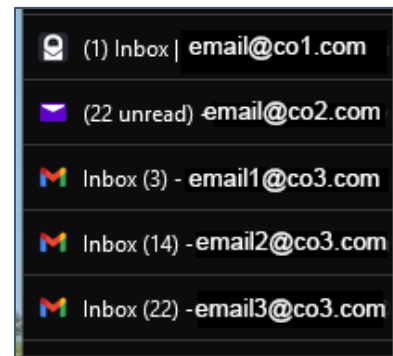 (1) Inbox | email@co1.com
(22 unread) - email@co2.com
Inbox (3) - email1@co3.com
Inbox (14) - email2@co3.com
Inbox (22) - email3@co3.com